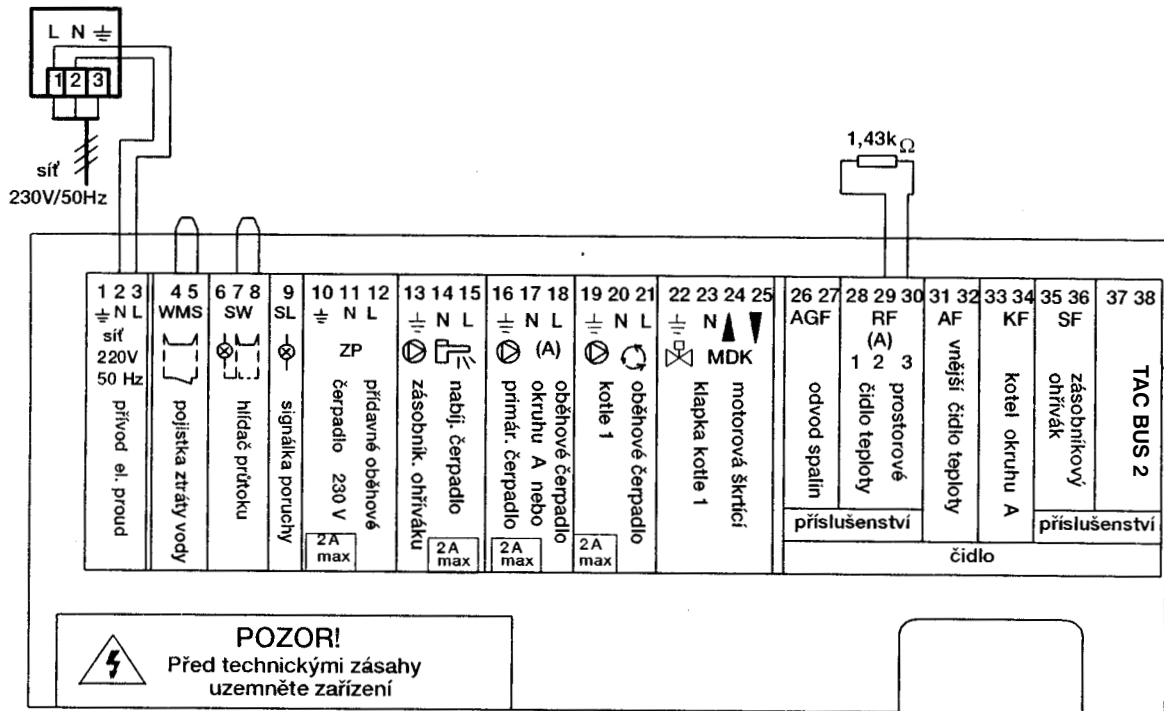 L N
1 2 3
síť
230V/50Hz
1,43k Ω
1 2 3
N L
síť
220V
50 Hz
přívod el. proud
4 5
WMS
pojistka ztráty vody
6 7 8
SW
hlídač průtoku
9
SL
signálka poruchy
10 11 12
N L
ZP
přídavné oběhové
čerpadlo 230 V
2A
max
13 14 15
N L
nabíj. čerpadlo
zásobník. ohříváku
2A
max
16 17 18
N L
(A)
oběhové čerpadlo
okruhu A nebo
primár. čerpadlo
2A
max
19 20 21
N L
oběhové čerpadlo
kotle 1
2A
max
22 23 24 25
N
MDK
motorová škrtící
klapka kotle 1
26 27
AGF
odvod spalin
28 29 30
RF
(A)
1 2 3
prostorové
čidlo teploty
příslušenství
31 32
AF
vnější čidlo teploty
33 34
KF
kotel okruhu A
35 36
SF
zásobníkový
ohřívák
37 38
TAC BUS 2
příslušenství
čidlo
POZOR!
Před technickými zásahy
uzemněte zařízení